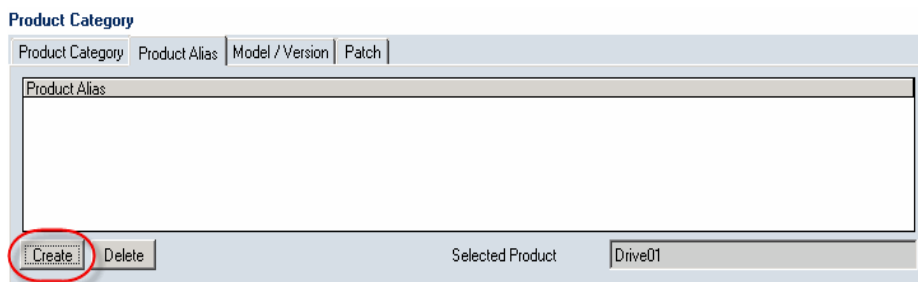 Product Category
Product Category Product Alias Model / Version Patch
Product Alias
Create Delete Selected Product Drive01